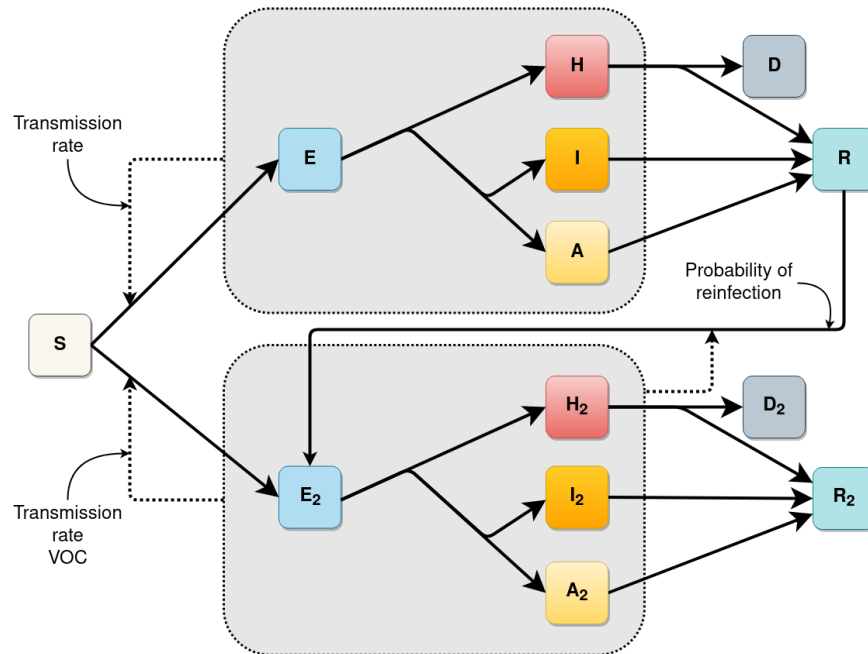 H
D
Transmission
rate
E
I
R
A
Probability of
reinfection
S
H₂
D₂
E₂
I₂
R₂
Transmission
rate
VOC
A₂